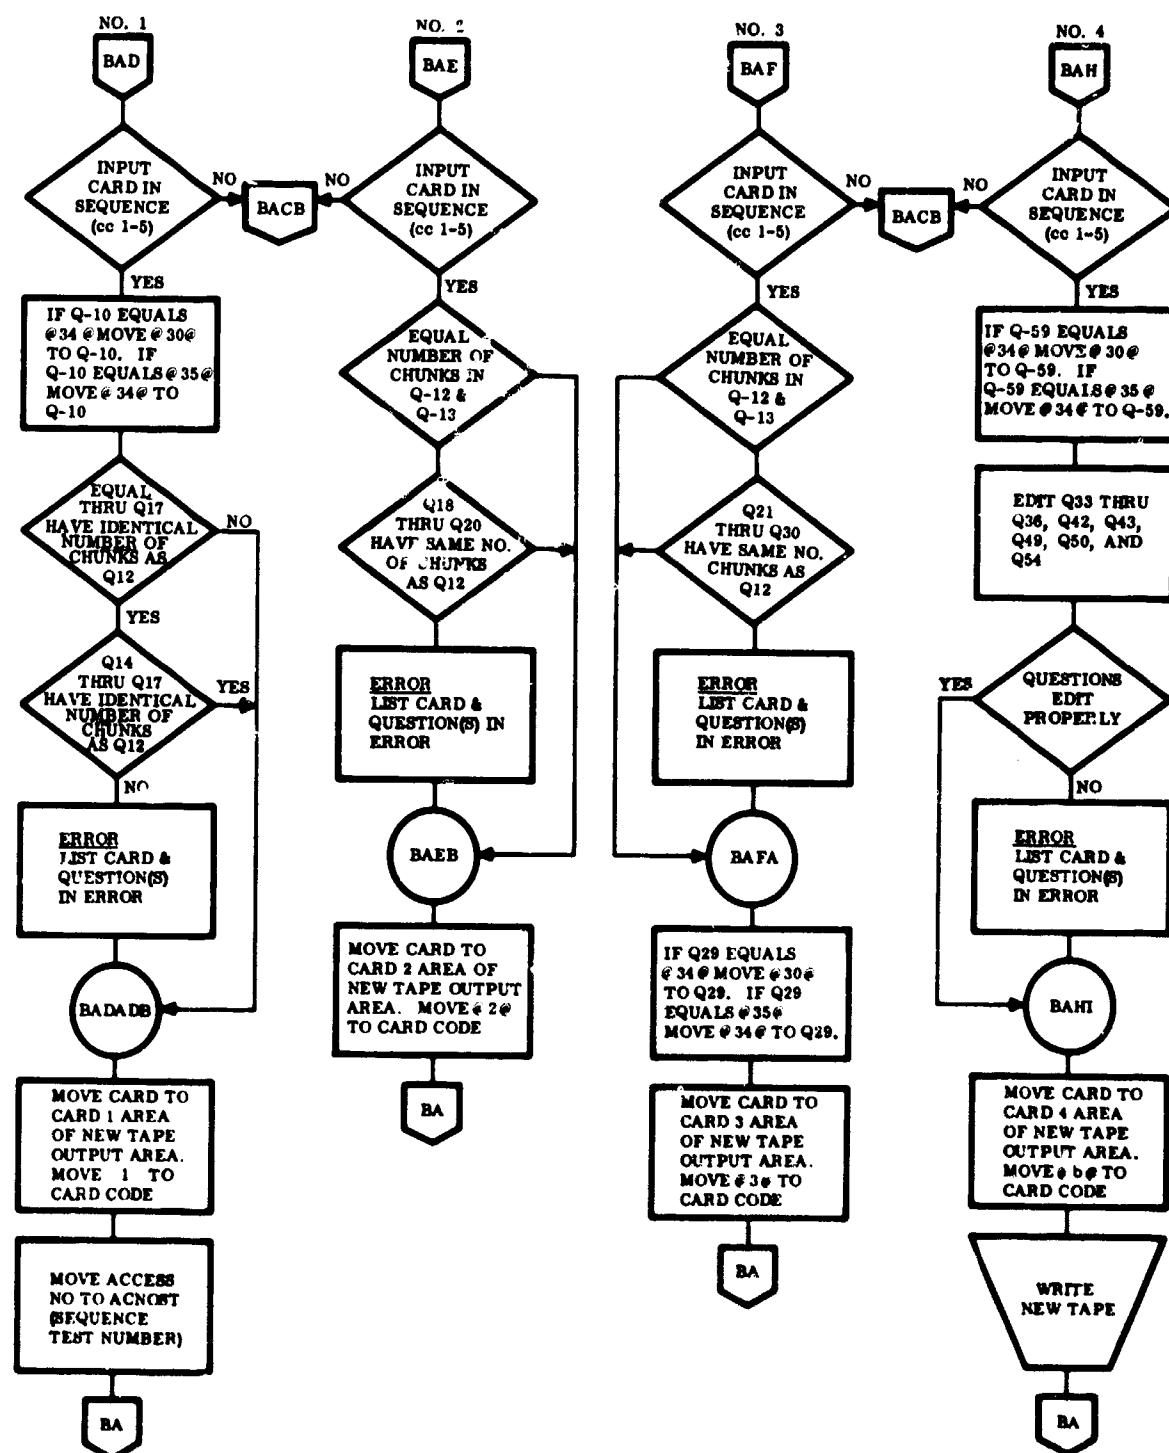 NO. 1
BAD
INPUT
CARD IN
SEQUENCE
(cc 1-5)
NO
YES
IF Q-10 EQUALS
@34@ MOVE @30@
TO Q-10. IF
Q-10 EQUALS @35@
MOVE @34@ TO
Q-10
EQUAL
THRU Q17
HAVE IDENTICAL
NUMBER OF
CHUNKS AS
Q12
NO
YES
Q14
THRU Q17
HAVE IDENTICAL
NUMBER OF
CHUNKS
AS Q12
YES
NO
ERROR
LIST CARD &
QUESTION(S)
IN ERROR
BADADB
MOVE CARD TO
CARD 1 AREA
OF NEW TAPE
OUTPUT AREA.
MOVE 1 TO
CARD CODE
MOVE ACCESS
NO TO ACNOST
(SEQUENCE
TEST NUMBER)
BA
BACB
NO. 2
BAE
INPUT
CARD IN
SEQUENCE
(cc 1-5)
NO
YES
EQUAL
NUMBER OF
CHUNKS IN
Q-12 &
Q-13
Q18
THRU Q20
HAVE SAME NO.
OF CHUNKS
AS Q12
ERROR
LIST CARD &
QUESTION(S) IN
ERROR
BAEB
MOVE CARD TO
CARD 2 AREA OF
NEW TAPE OUTPUT
AREA. MOVE @ 2@
TO CARD CODE
BA
NO. 3
BAF
INPUT
CARD IN
SEQUENCE
(cc 1-5)
NO
YES
EQUAL
NUMBER OF
CHUNKS IN
Q-12 &
Q-13
Q21
THRU Q30
HAVE SAME NO.
CHUNKS AS
Q12
ERROR
LIST CARD &
QUESTION(S)
IN ERROR
BAFA
IF Q29 EQUALS
@34@ MOVE @30@
TO Q29. IF Q29
EQUALS @35@
MOVE @34@ TO Q29.
MOVE CARD TO
CARD 3 AREA
OF NEW TAPE
OUTPUT AREA.
MOVE @3@ TO
CARD CODE
BA
BACB
NO. 4
BAH
INPUT
CARD IN
SEQUENCE
(cc 1-5)
NO
YES
IF Q-59 EQUALS
@34@ MOVE @30@
TO Q-59. IF
Q-59 EQUALS @35@
MOVE @34@ TO Q-59.
EDIT Q33 THRU
Q36, Q42, Q43,
Q49, Q50, AND
Q54
QUESTIONS
EDIT
PROPERLY
YES
NO
ERROR
LIST CARD &
QUESTION(S)
IN ERROR
BAHI
MOVE CARD TO
CARD 4 AREA
OF NEW TAPE
OUTPUT AREA.
MOVE @ b@ TO
CARD CODE
WRITE
NEW TAPE
BA